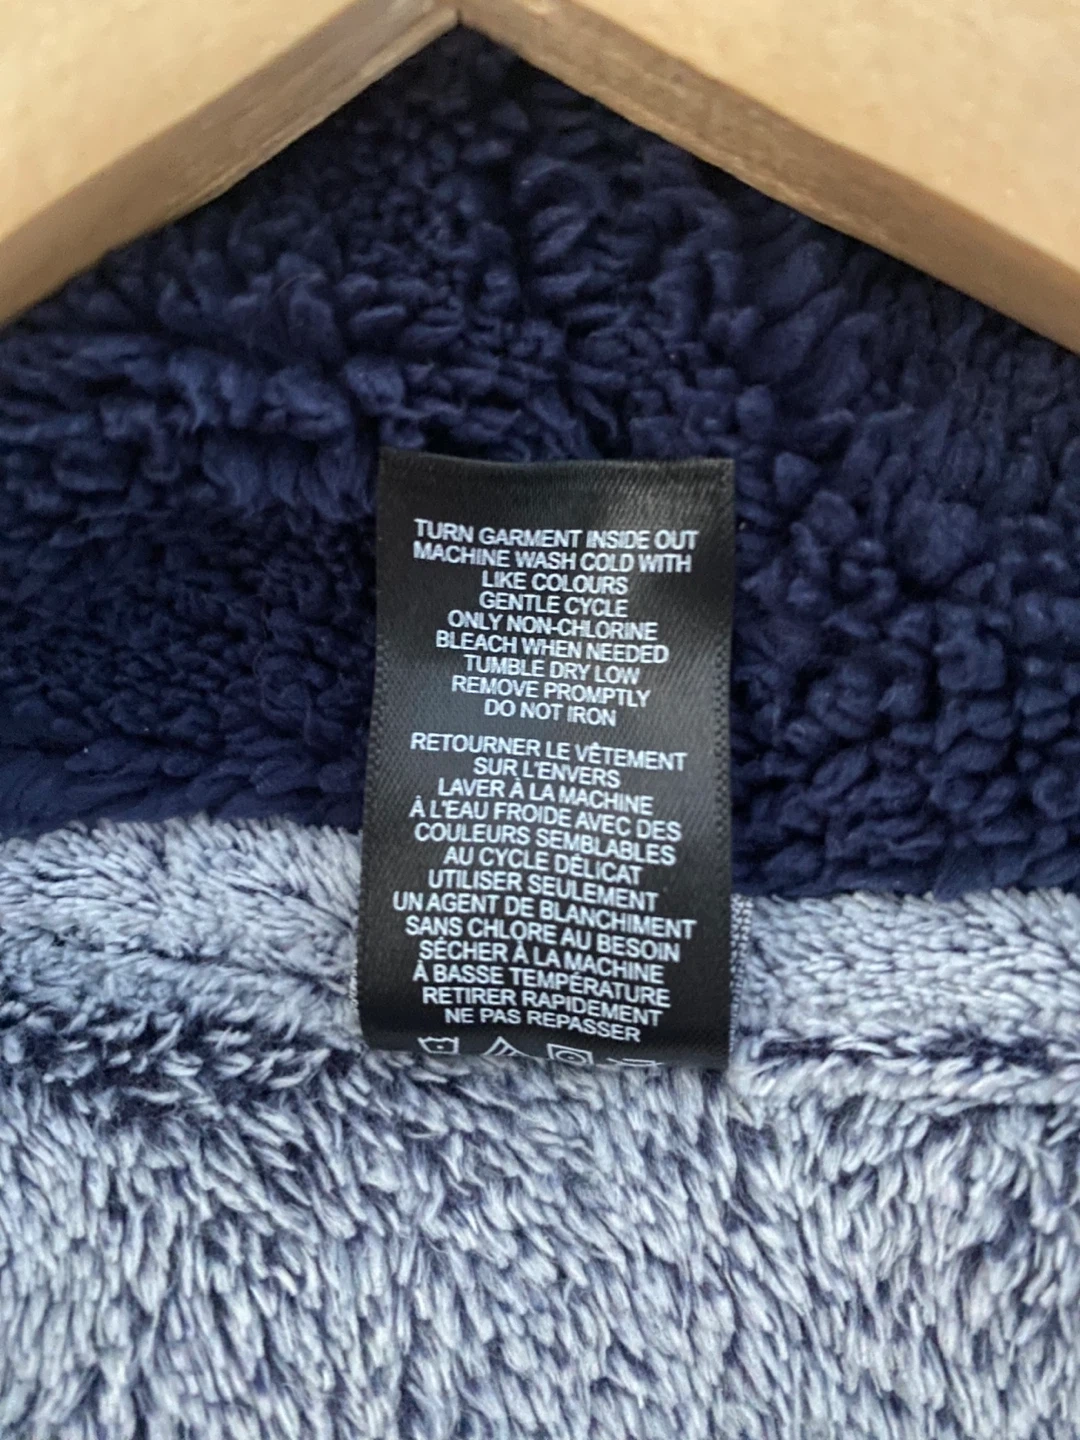 TURN GARMENT INSIDE OUT
MACHINE WASH COLD WITH
LIKE COLOURS
GENTLE CYCLE
ONLY NON-CHLORINE
BLEACH WHEN NEEDED
TUMBLE DRY LOW
REMOVE PROMPTLY
DO NOT IRON
RETOURNER LE VÊTEMENT
SUR L'ENVERS
LAVER À LA MACHINE
À L'EAU FROIDE AVEC DES
COULEURS SEMBLABLES
AU CYCLE DÉLICAT
UTILISER SEULEMENT
UN AGENT DE BLANCHIMENT
SANS CHLORE AU BESOIN
SÉCHER À LA MACHINE
À BASSE TEMPÉRATURE
RETIRER RAPIDEMENT
NE PAS REPASSER